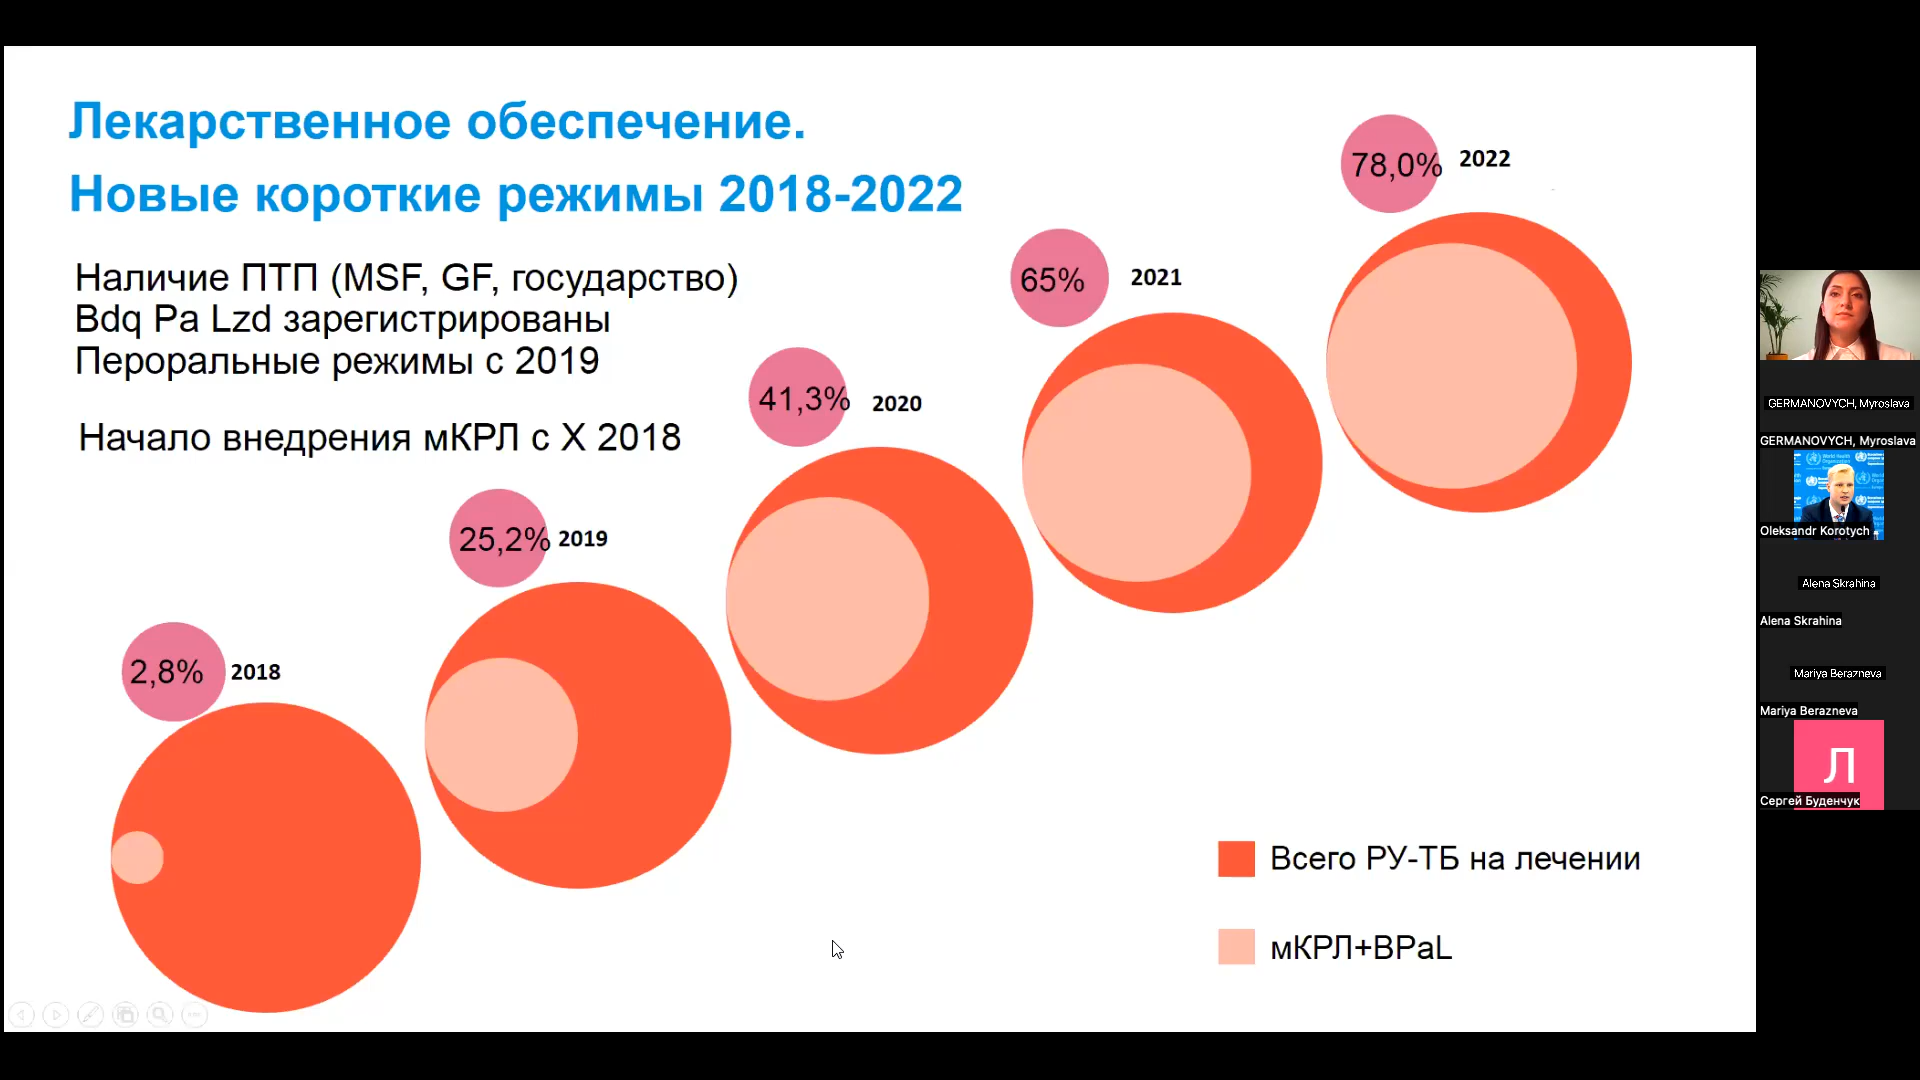 Лекарственное обеспечение.
Новые короткие режимы 2018-2022
Наличие ПТП (MSF, GF, государство)
Bdq Pa Lzd зарегистрированы
Пероральные режимы с 2019
Начало внедрения мКРЛ с X 2018
2,8%
2018
25,2%
2019
41,3%
2020
65%
2021
78,0%
2022
Всего РУ-ТБ на лечении
мКРЛ+BPaL
GERMANOVYCH, Myroslava
GERMANOVYCH, Myroslava
Oleksandr Korotych
Alena Skrahina
Alena Skrahina
Mariya Berazneva
Mariya Berazneva
Л
Сергей Буденчук